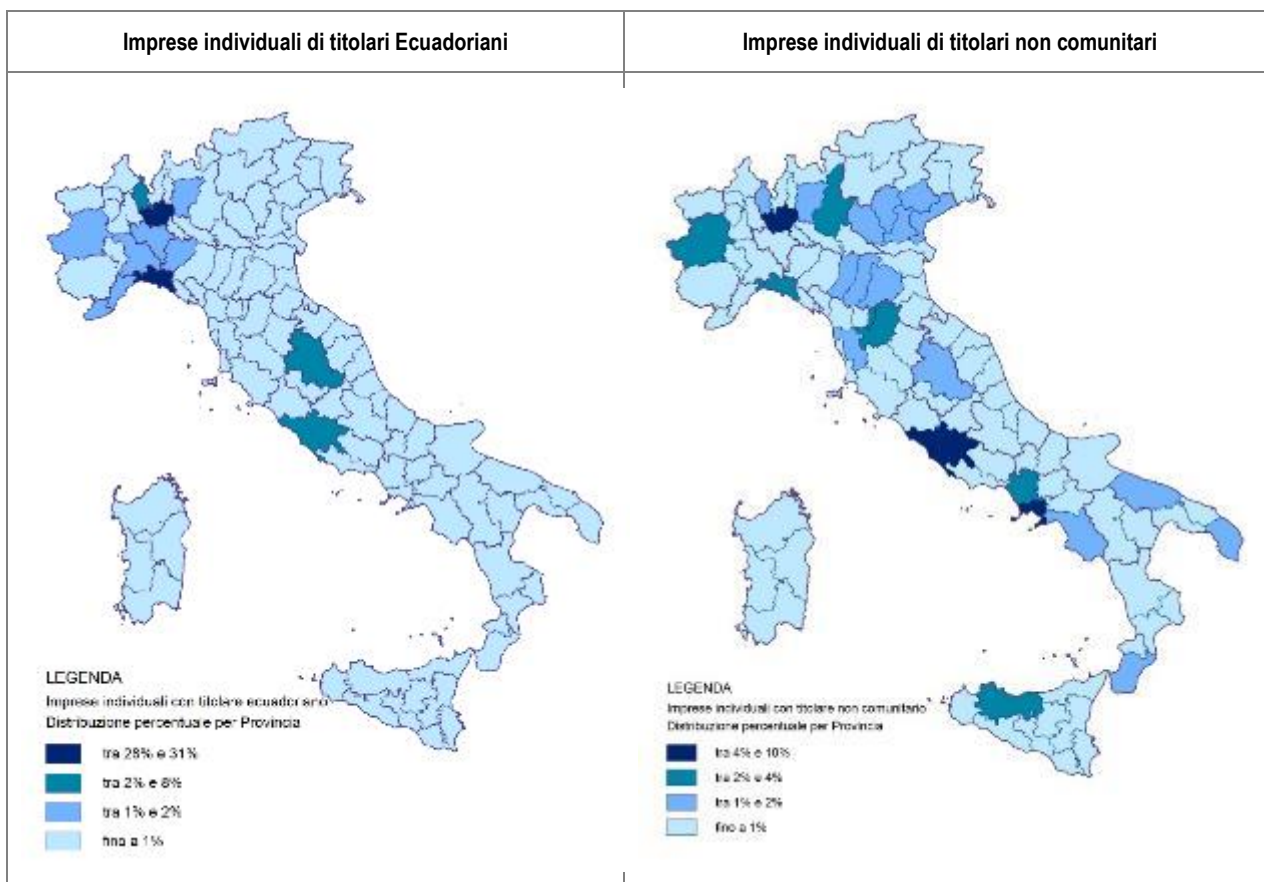 Imprese individuali di titolari Ecuadoriani
Imprese individuali di titolari non comunitari
LEGENDA
Imprese individuali con titolare ecuadoriano
Distribuzione percentuale per Provincia
tra 28% e 31%
tra 2% e 8%
tra 1% e 2%
fino a 1%
LEGENDA
Imprese individuali con titolare non comunitario
Distribuzione percentuale per Provincia
tra 4% e 10%
tra 2% e 4%
tra 1% e 2%
fino a 1%